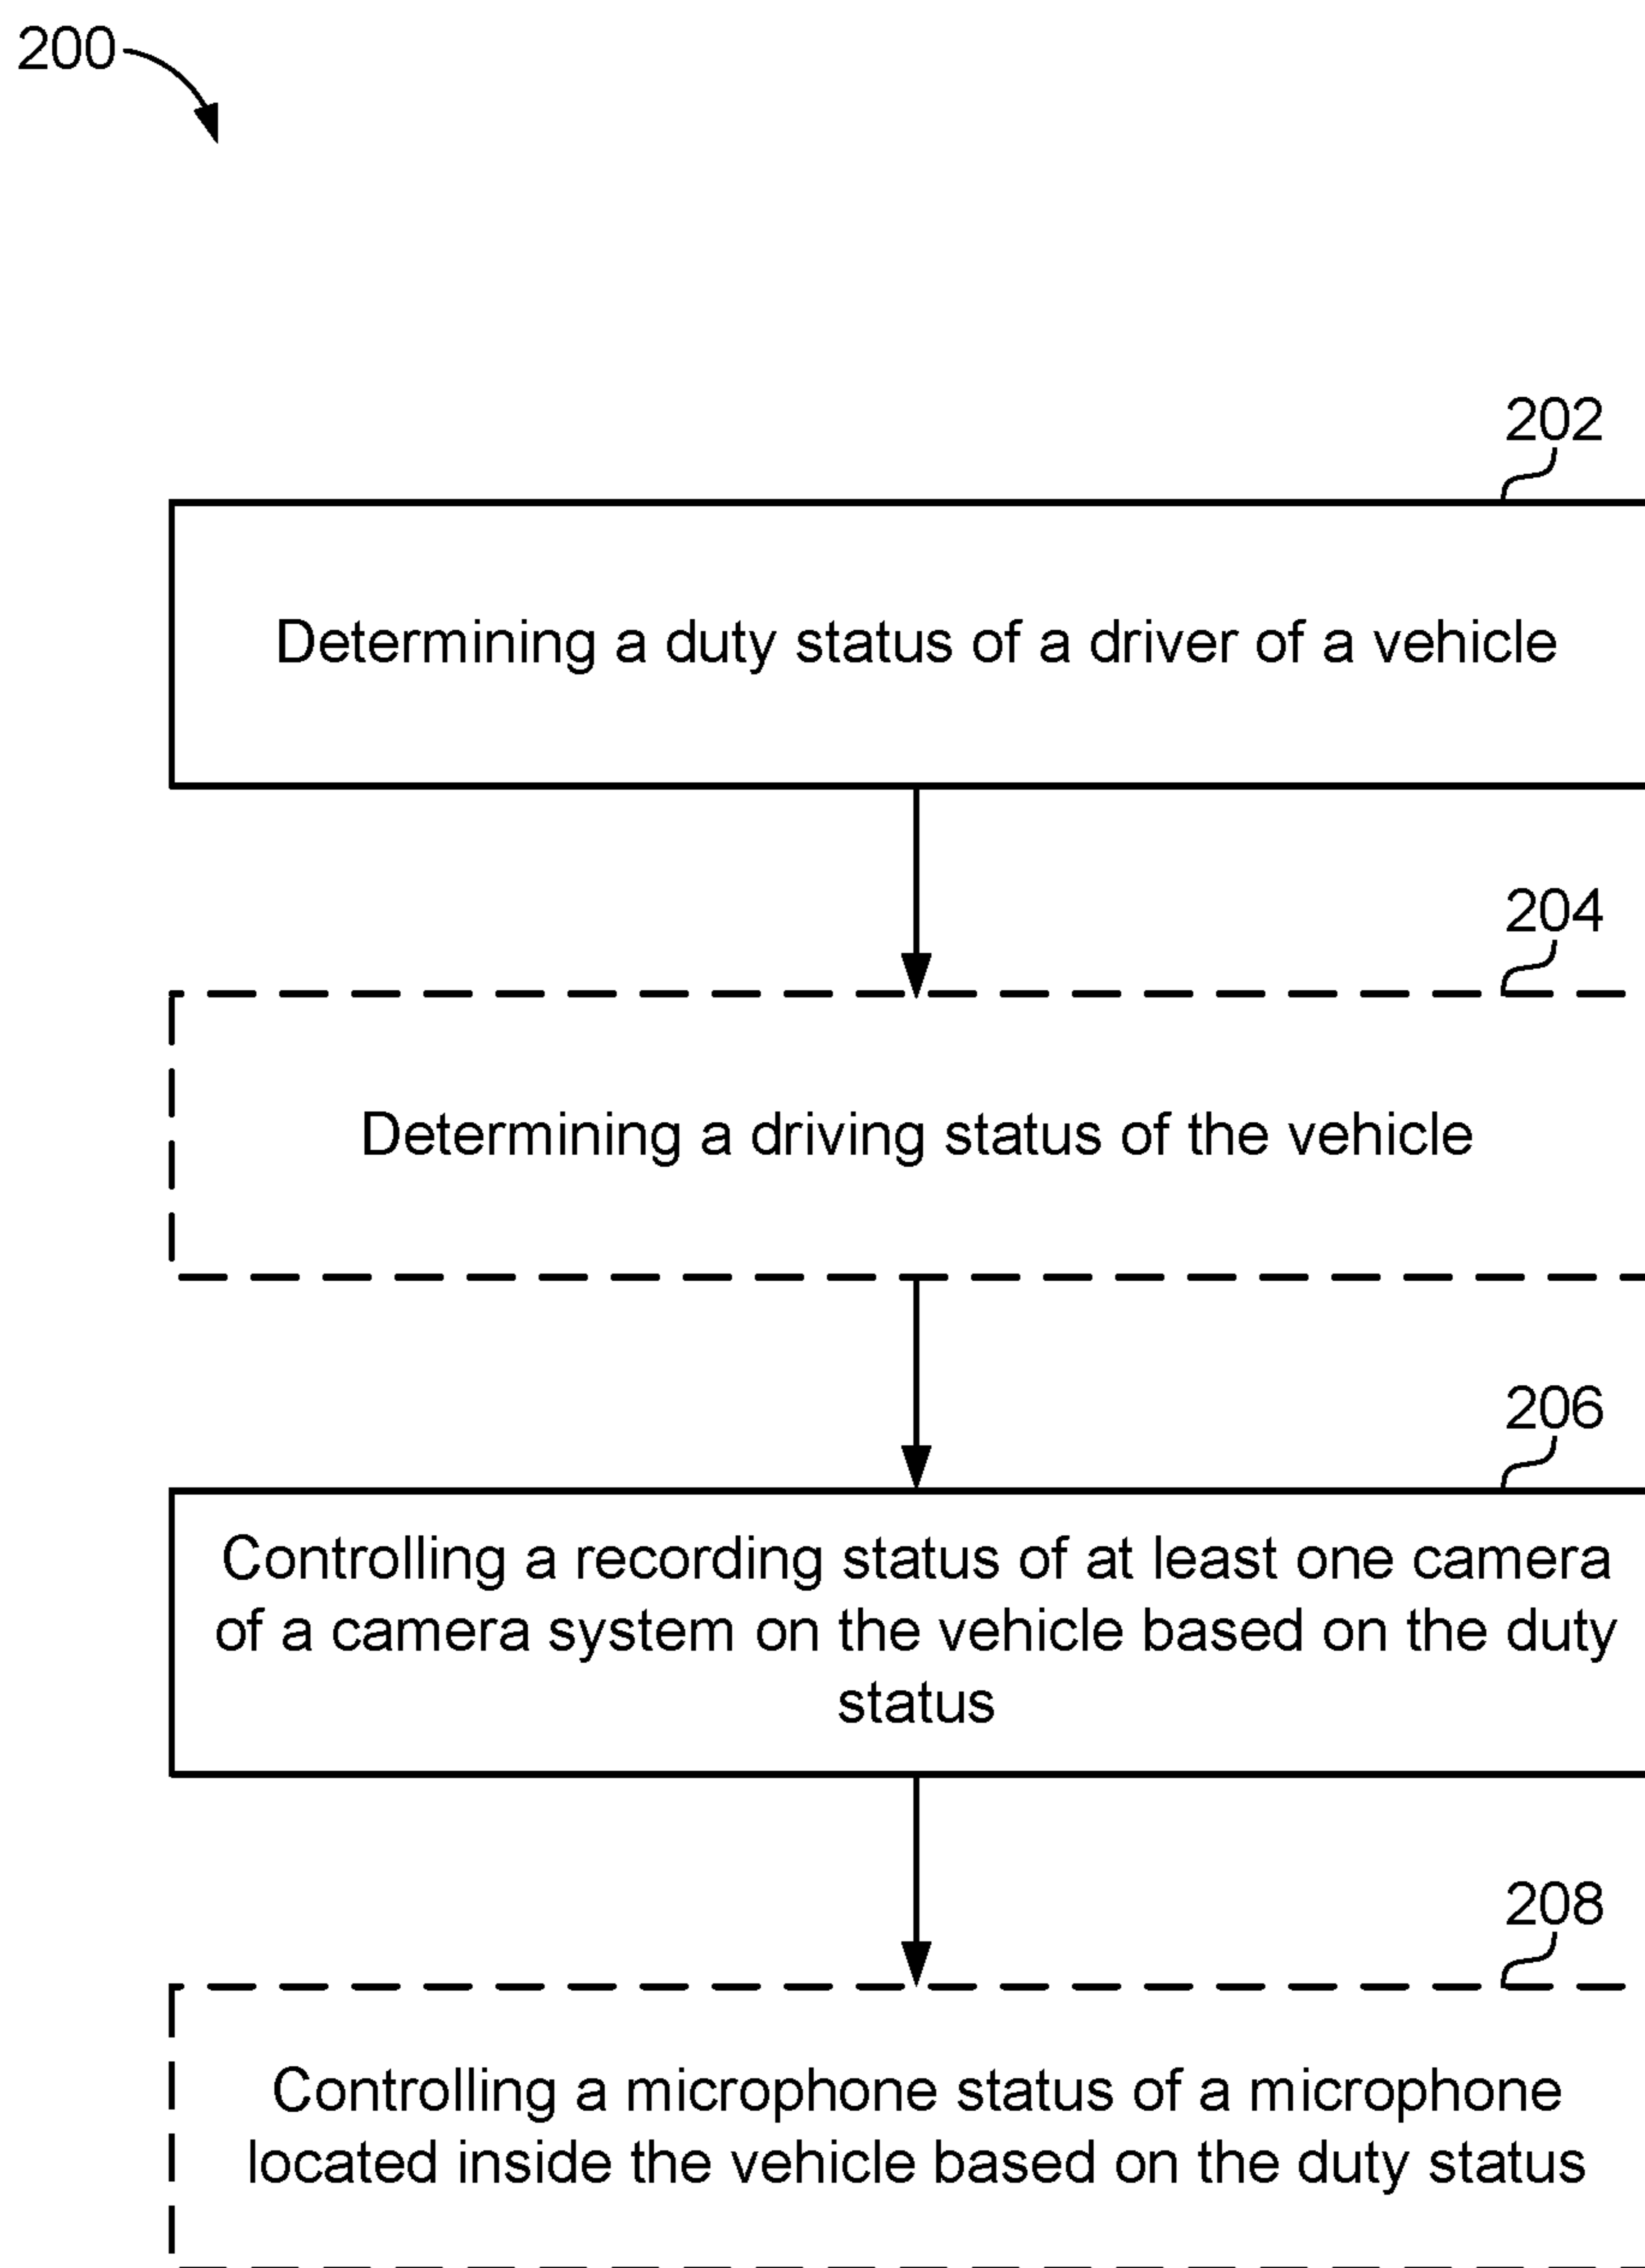 200
202
Determining a duty status of a driver of a vehicle
204
Determining a driving status of the vehicle
206
Controlling a recording status of at least one camera
of a camera system on the vehicle based on the duty
status
208
Controlling a microphone status of a microphone
located inside the vehicle based on the duty status